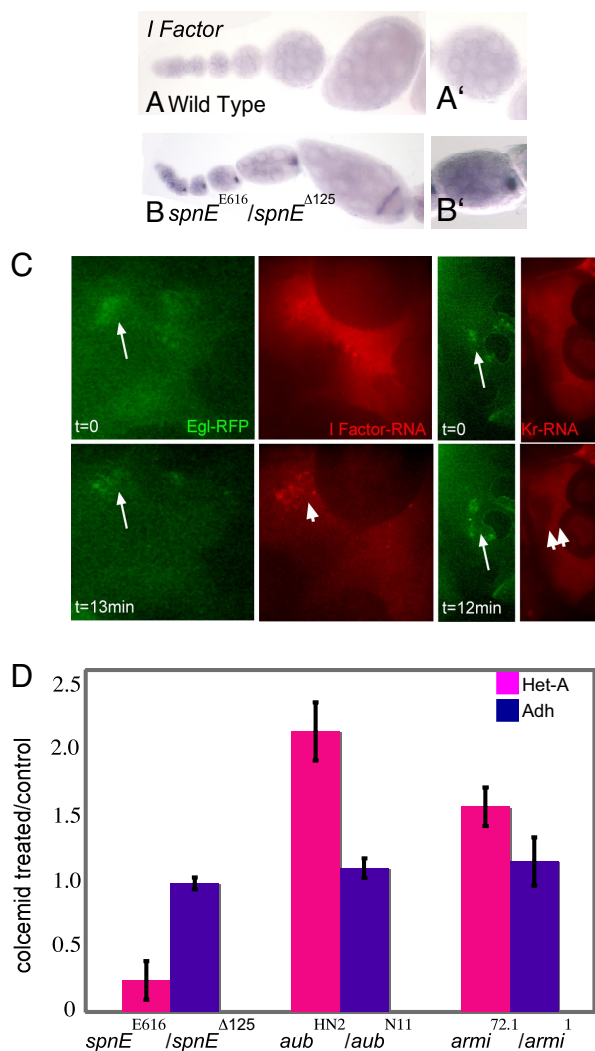 I Factor
A Wild Type
A‘
B spnE E616/spnE Δ125
B‘
C
t=0
Egl-RFP
I Factor-RNA
t=0
Kr-RNA
t=13min
t=12min
D
2.5
2.0
1.5
1.0
0.5
0
colcemid treated/control
Het-A
Adh
spnE E616/spnE Δ125
aub HN2/aub N11
armi 72.1/armi 1